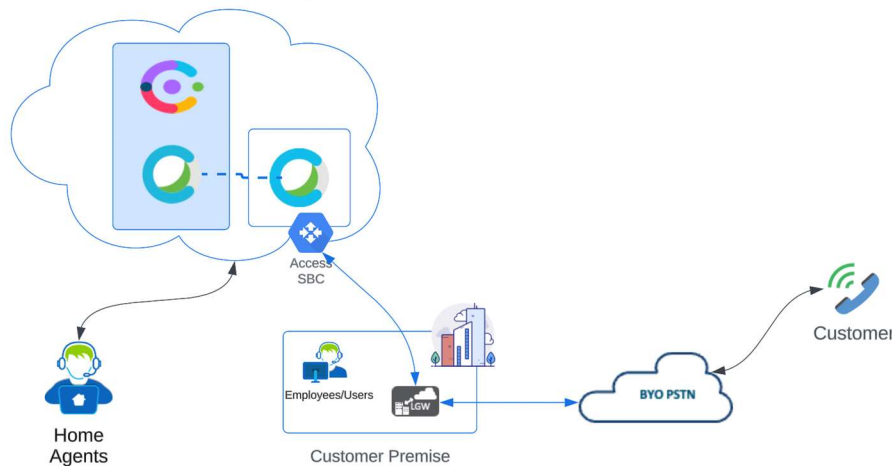 Access
SBC
Customer
Employees/Users
LGW
BYO PSTN
Home
Agents
Customer Premise